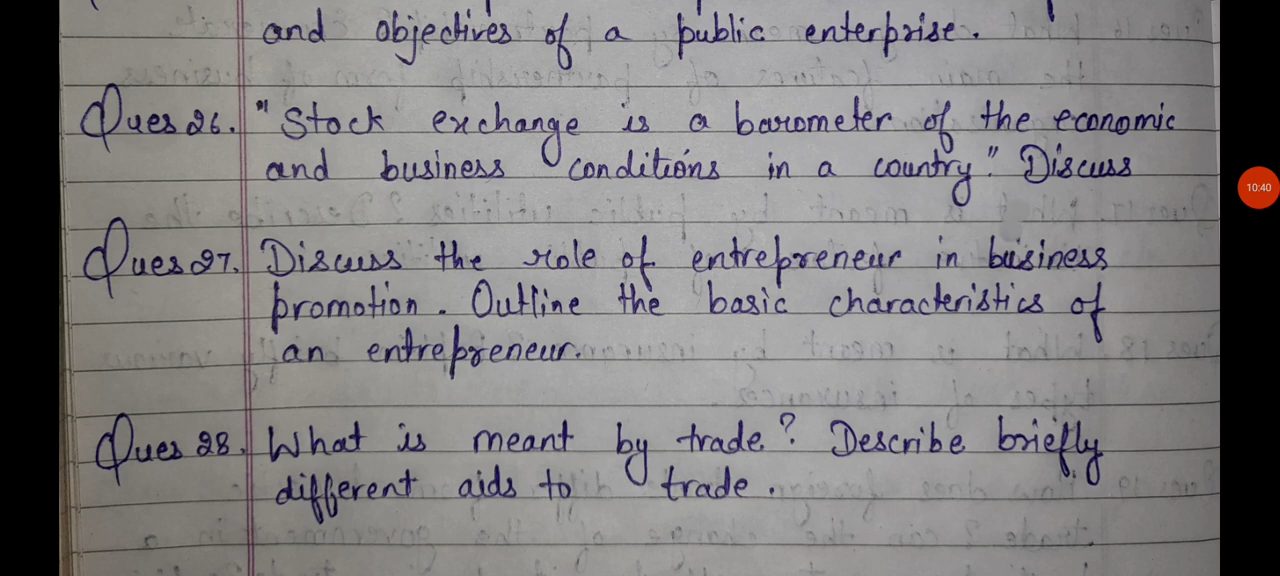 and objectives of a public enterprise.
Ques 26. "Stock exchange is a barometer of the economic
and business conditions in a country." Discuss
10:40
Ques 27. Discuss the role of entrepreneur in business
promotion. Outline the basic characteristics of
an entrepreneur.
Ques 28. What is meant by trade? Describe briefly
different aids to trade.